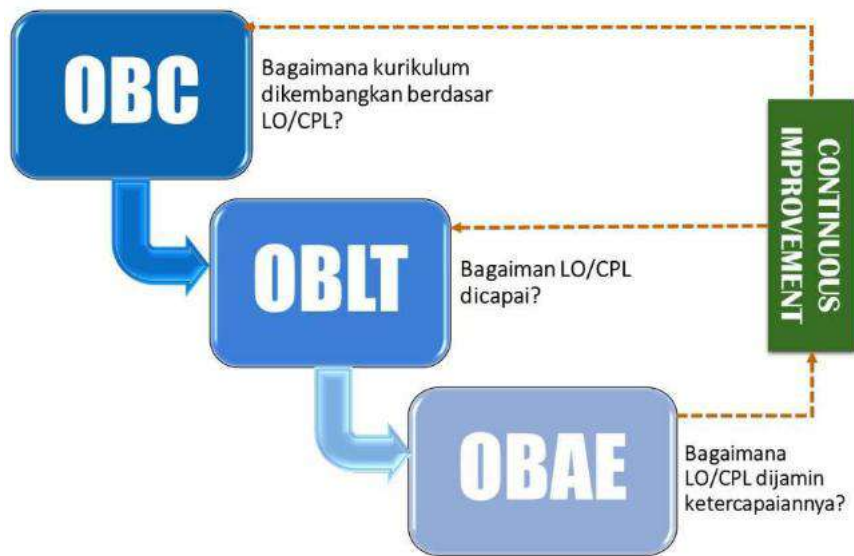 OBC
Bagaimana kurikulum
dikembangkan berdasar
LO/CPL?
OBLT
Bagaiman LO/CPL
dicapai?
OBAE
Bagaimana
LO/CPL dijamin
ketercapaiannya?
CONTINUOUS
IMPROVEMENT